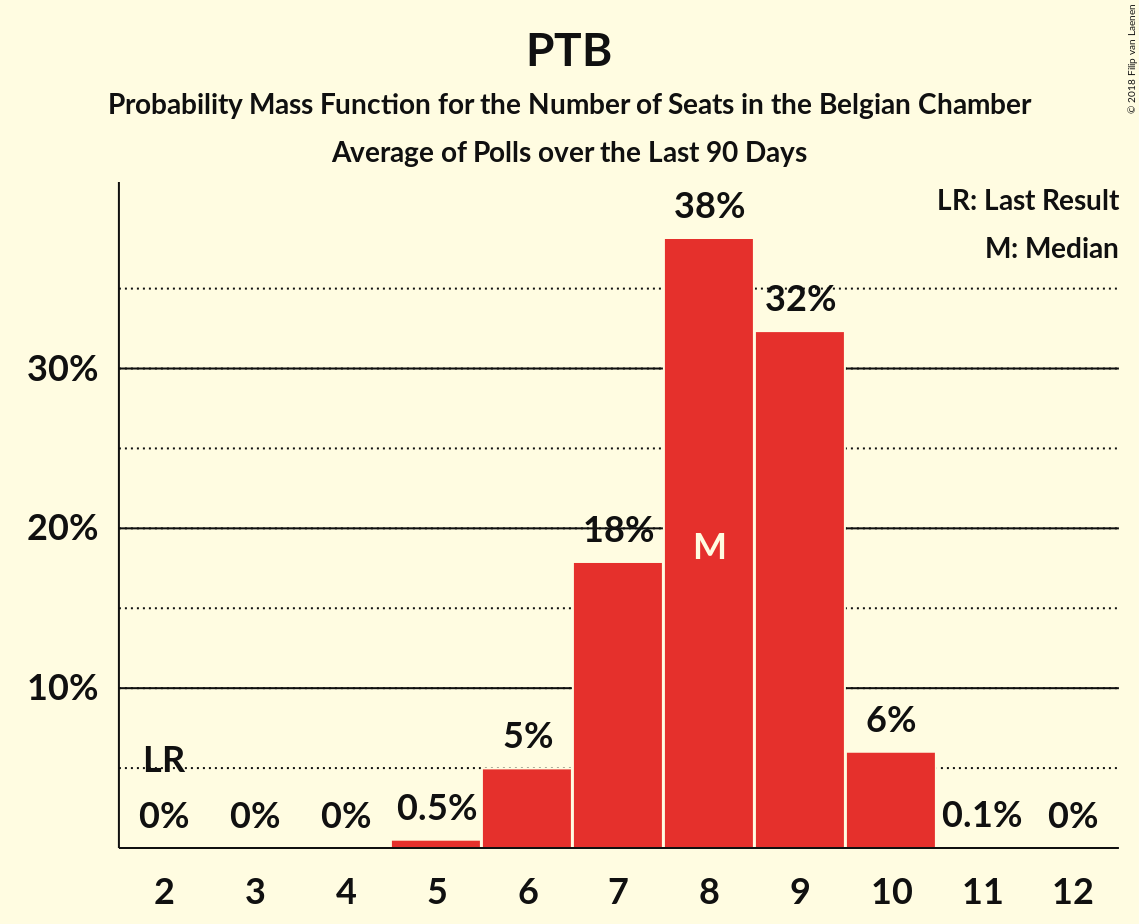 PTB
Probability Mass Function for the Number of Seats in the Belgian Chamber
Average of Polls over the Last 90 Days
© 2018 Filip van Laenen
LR: Last Result
M: Median
38%
32%
30%
18%
20%
M
10%
6%
5%
LR
0%
0%
0%
0.5%
0.1%
0%
2 3 4 5 6 7 8 9 10 11 12